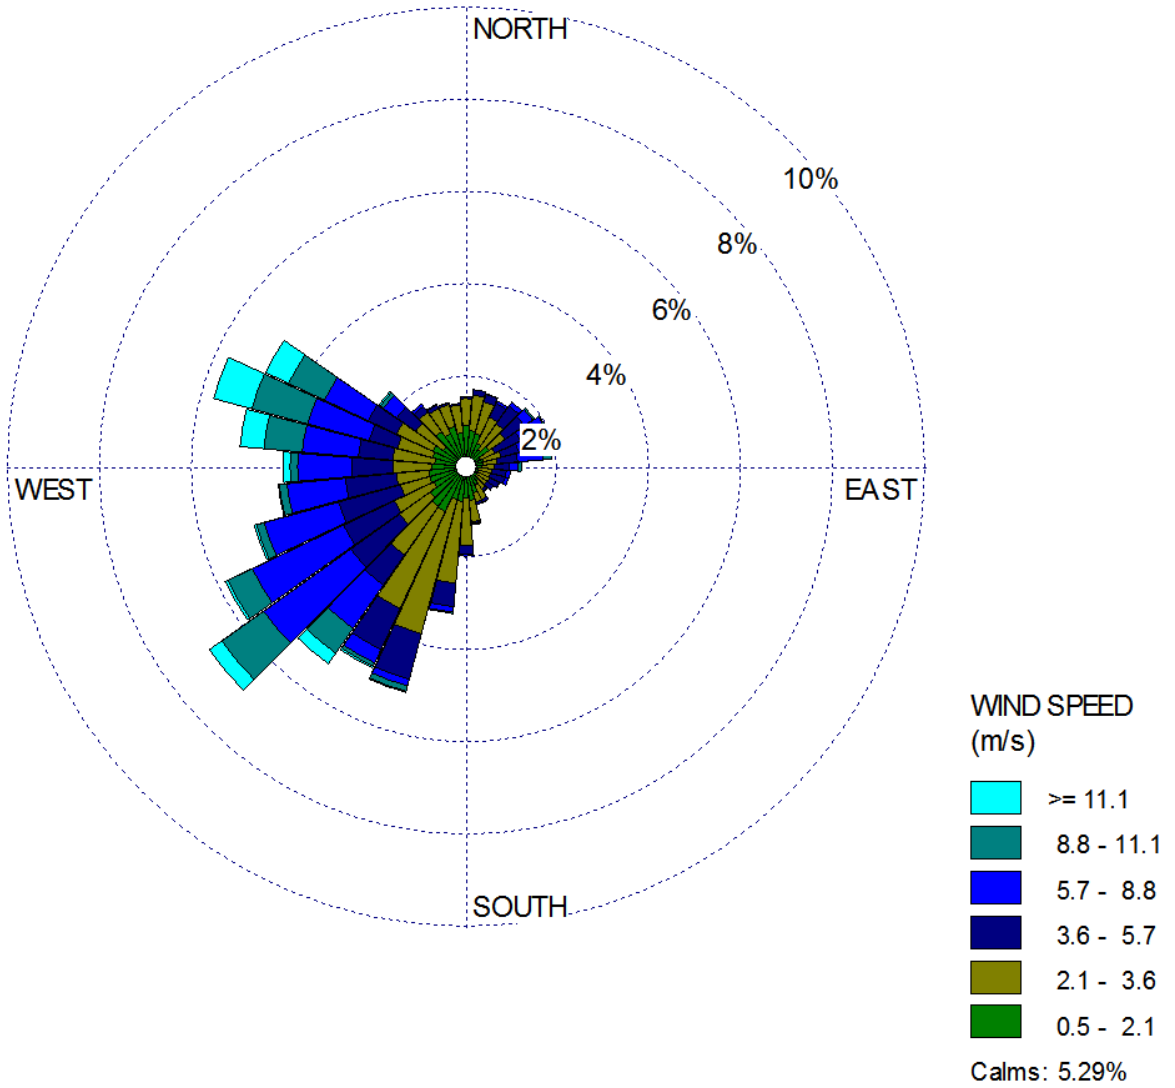 NORTH
10%
8%
6%
4%
2%
WEST
EAST
SOUTH
WIND SPEED
(m/s)
>= 11.1
8.8 - 11.1
5.7 - 8.8
3.6 - 5.7
2.1 - 3.6
0.5 - 2.1
Calms: 5.29%